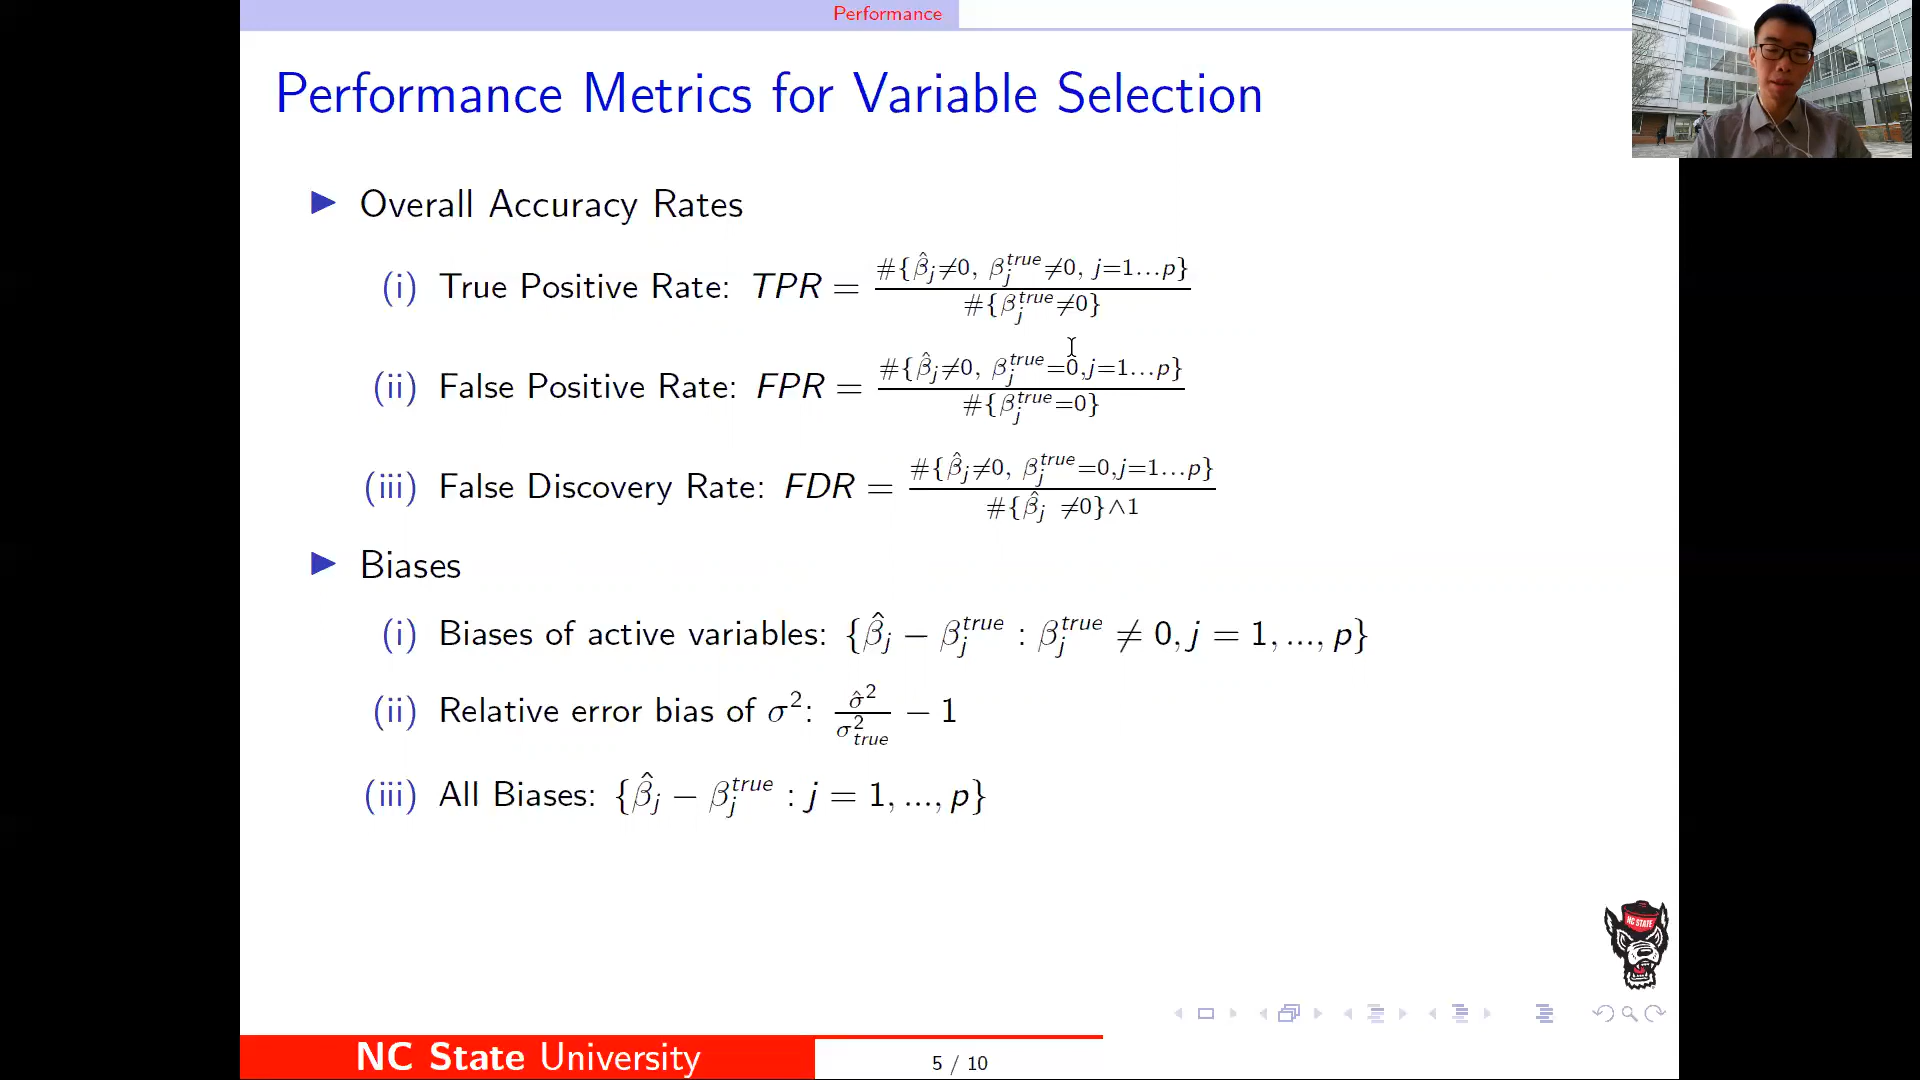 Performance
Performance Metrics for Variable Selection
▶ Overall Accuracy Rates
(i) True Positive Rate: TPR = #{β̂_j≠0, β_j^true≠0, j=1...p} / #{β_j^true≠0}
(ii) False Positive Rate: FPR = #{β̂_j≠0, β_j^true=0,j=1...p} / #{β_j^true=0}
(iii) False Discovery Rate: FDR = #{β̂_j≠0, β_j^true=0,j=1...p} / #{β̂_j ≠0}∧1
▶ Biases
(i) Biases of active variables: {β̂_j − β_j^true : β_j^true ≠ 0, j = 1, ..., p}
(ii) Relative error bias of σ²: σ̂² / σ²_true − 1
(iii) All Biases: {β̂_j − β_j^true : j = 1, ..., p}
NC STATE
NC State University
5 / 10